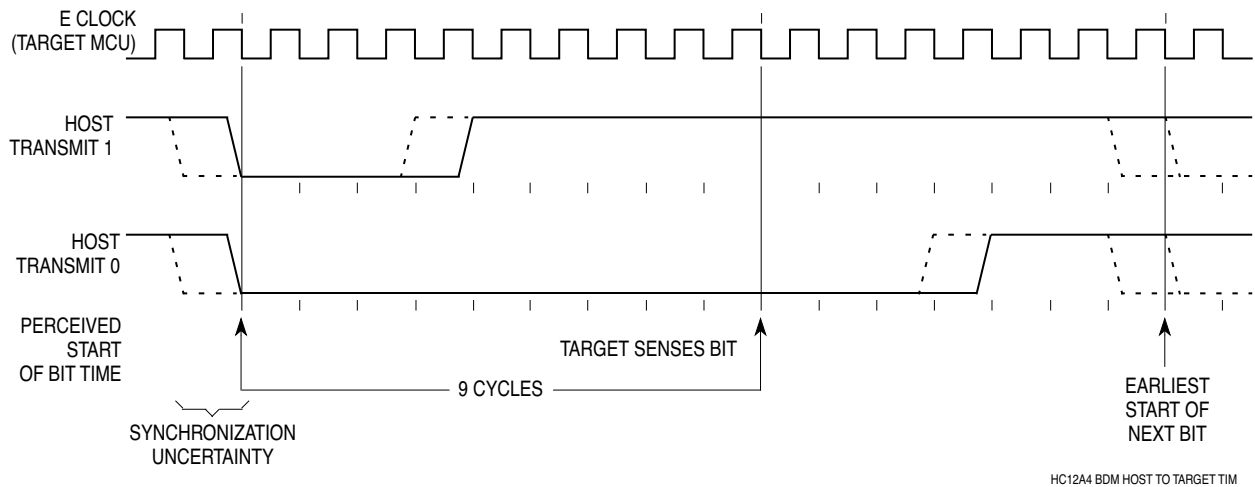 E CLOCK
(TARGET MCU)
HOST
TRANSMIT 1
HOST
TRANSMIT 0
PERCEIVED
START
OF BIT TIME
TARGET SENSES BIT
9 CYCLES
EARLIEST
START OF
NEXT BIT
SYNCHRONIZATION
UNCERTAINTY
HC12A4 BDM HOST TO TARGET TIM